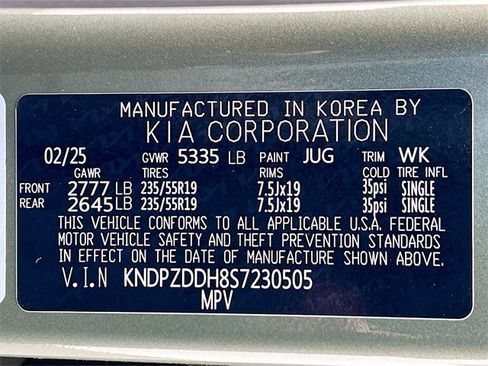 MANUFACTURED IN KOREA BY
KIA CORPORATION
02/25 GVWR 5335 LB PAINT JUG TRIM WK
GAWR TIRES RIMS COLD TIRE INFL
FRONT 2777 LB 235/55R19 7.5Jx19 35psi SINGLE
REAR 2645 LB 235/55R19 7.5Jx19 35psi SINGLE
THIS VEHICLE CONFORMS TO ALL APPLICABLE U.S.A. FEDERAL
MOTOR VEHICLE SAFETY AND THEFT PREVENTION STANDARDS
IN EFFECT ON THE DATE OF MANUFACTURE SHOWN ABOVE.
V.I.N KNDPZDDH8S7230505
MPV